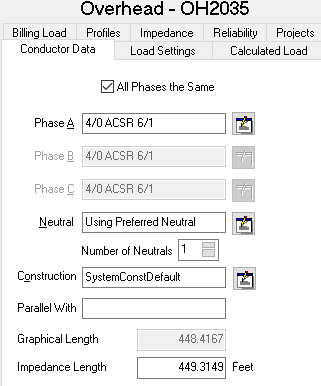 Overhead - OH2035
Billing Load Profiles Impedance Reliability Projects
Conductor Data Load Settings Calculated Load
All Phases the Same
Phase A 4/0 ACSR 6/1
Phase B 4/0 ACSR 6/1
Phase C 4/0 ACSR 6/1
Neutral Using Preferred Neutral
Number of Neutrals 1
Construction SystemConstDefault
Parallel With
Graphical Length 448.4167
Impedance Length 449.3149 Feet